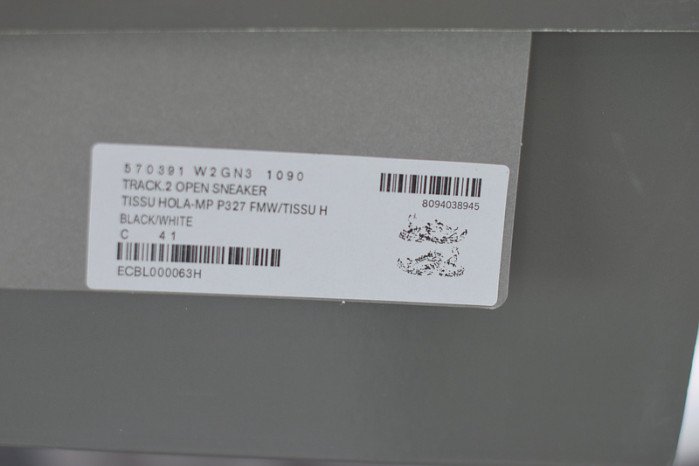 570391 W2GN3 1090
TRACK.2 OPEN SNEAKER
TISSU HOLA-MP P327 FMW/TISSU H
BLACK/WHITE
C 41
ECBL000063H
8094038945